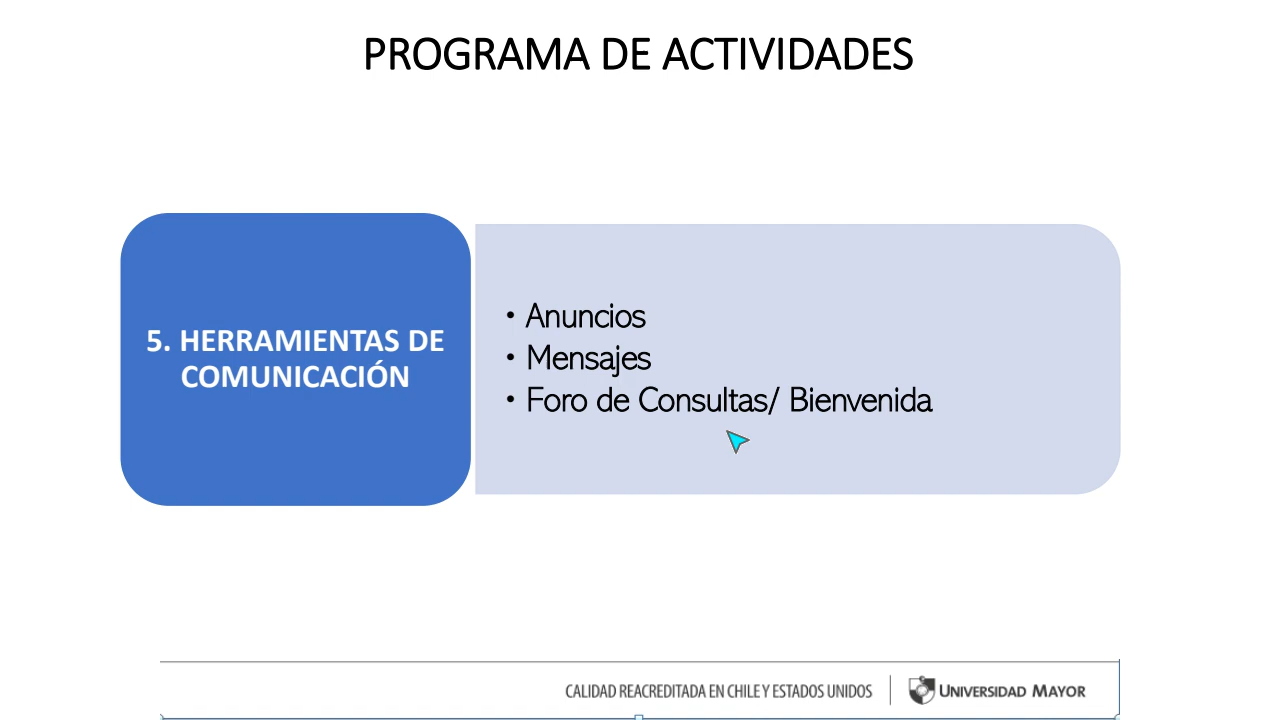 PROGRAMA DE ACTIVIDADES
5. HERRAMIENTAS DE
COMUNICACIÓN
• Anuncios
• Mensajes
• Foro de Consultas/ Bienvenida
CALIDAD REACREDITADA EN CHILE Y ESTADOS UNIDOS
UNIVERSIDAD MAYOR